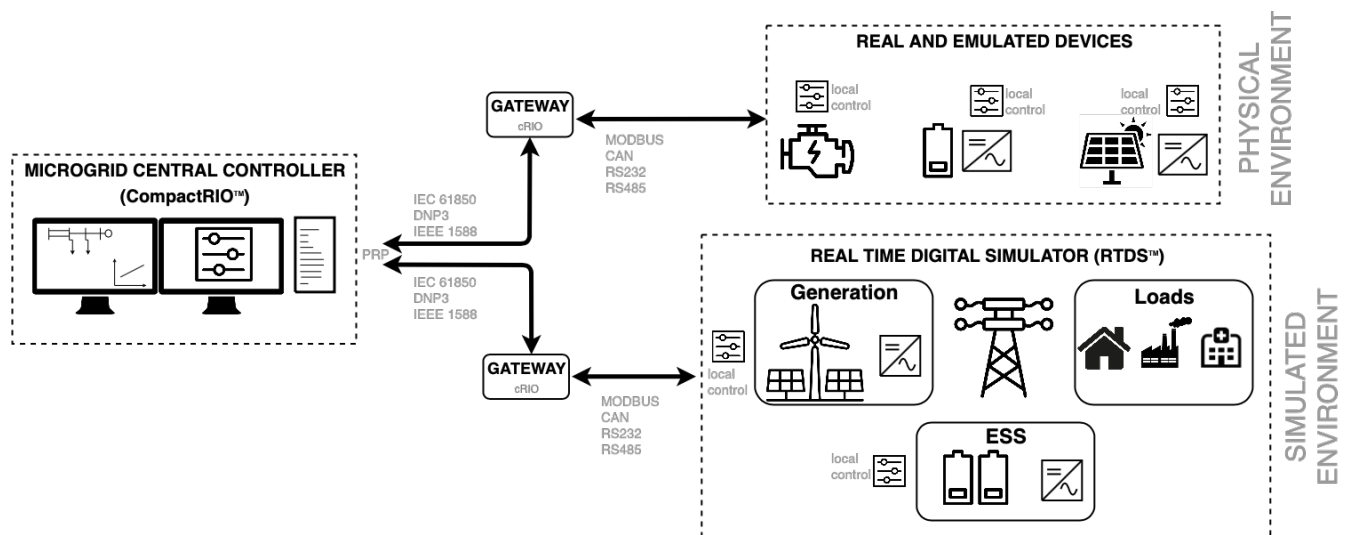 REAL AND EMULATED DEVICES
local
control
local
control
local
control
PHYSICAL
ENVIRONMENT
GATEWAY
cRIO
MODBUS
CAN
RS232
RS485
MICROGRID CENTRAL CONTROLLER
(CompactRIO™)
IEC 61850
DNP3
IEEE 1588
PRP
IEC 61850
DNP3
IEEE 1588
GATEWAY
cRIO
MODBUS
CAN
RS232
RS485
REAL TIME DIGITAL SIMULATOR (RTDS™)
Generation
Loads
local
control
ESS
local
control
SIMULATED
ENVIRONMENT